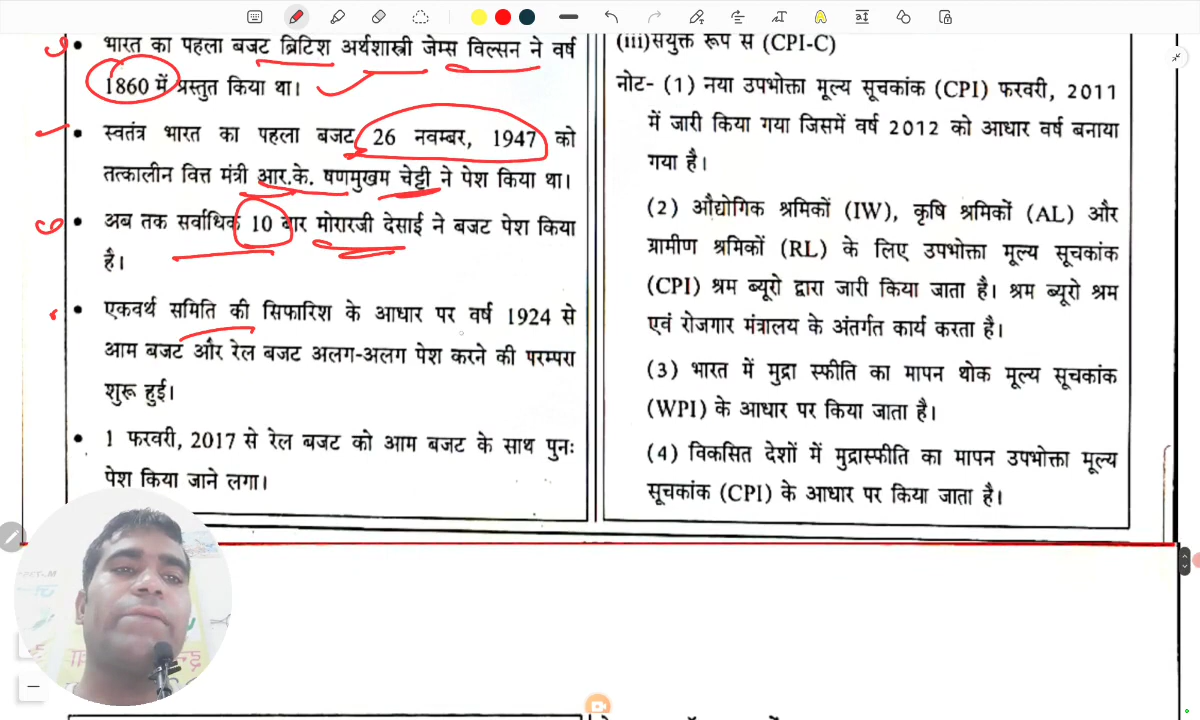 भारत का पहला बजट ब्रिटिश अर्थशास्त्री जेम्स विल्सन ने वर्ष
1860 में प्रस्तुत किया था।
स्वतंत्र भारत का पहला बजट 26 नवम्बर, 1947 को
तत्कालीन वित्त मंत्री आर.के. षणमुखम चेट्टी ने पेश किया था।
अब तक सर्वाधिक 10 बार मोरारजी देसाई ने बजट पेश किया
है।
एकवर्थ समिति की सिफारिश के आधार पर वर्ष 1924 से
आम बजट और रेल बजट अलग-अलग पेश करने की परम्परा
शुरू हुई।
1 फरवरी, 2017 से रेल बजट को आम बजट के साथ पुनः
पेश किया जाने लगा।
(iii) संयुक्त रूप से (CPI-C)
नोट- (1) नया उपभोक्ता मूल्य सूचकांक (CPI) फरवरी, 2011
में जारी किया गया जिसमें वर्ष 2012 को आधार वर्ष बनाया
गया है।
(2) औद्योगिक श्रमिकों (IW), कृषि श्रमिकों (AL) और
ग्रामीण श्रमिकों (RL) के लिए उपभोक्ता मूल्य सूचकांक
(CPI) श्रम ब्यूरो द्वारा जारी किया जाता है। श्रम ब्यूरो श्रम
एवं रोजगार मंत्रालय के अंतर्गत कार्य करता है।
(3) भारत में मुद्रा स्फीति का मापन थोक मूल्य सूचकांक
(WPI) के आधार पर किया जाता है।
(4) विकसित देशों में मुद्रास्फीति का मापन उपभोक्ता मूल्य
सूचकांक (CPI) के आधार पर किया जाता है।